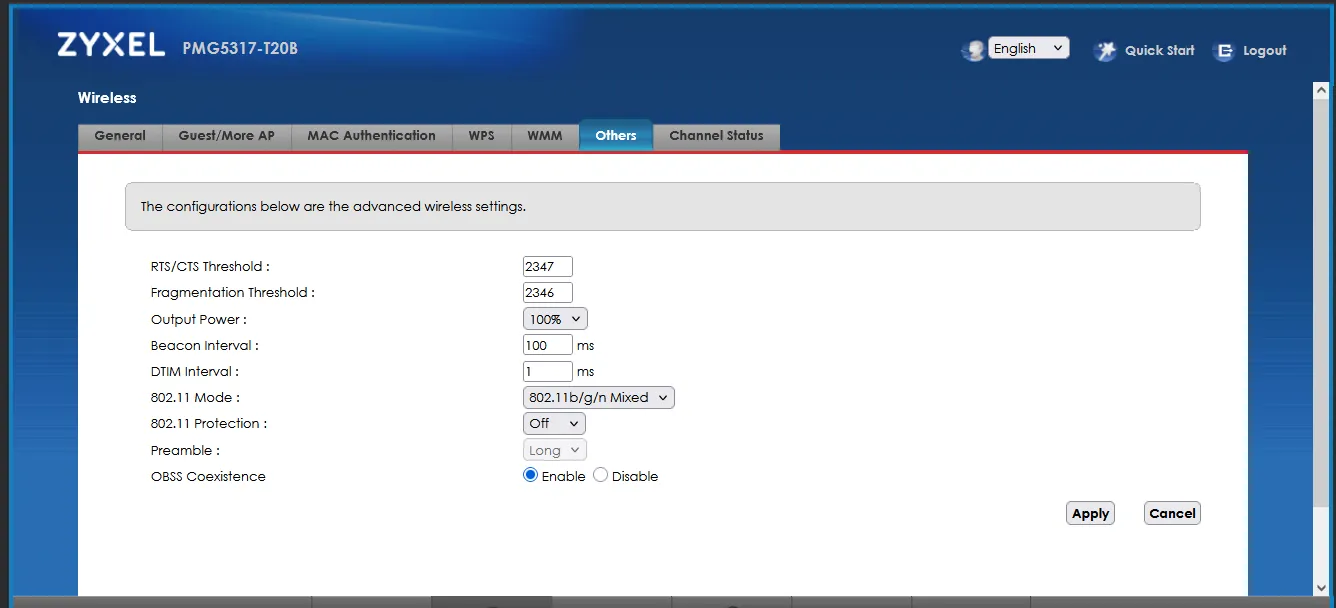 ZYXEL PMG5317-T20B English Quick Start Logout
Wireless
General Guest/More AP MAC Authentication WPS WMM Others Channel Status
The configurations below are the advanced wireless settings.
RTS/CTS Threshold : 2347
Fragmentation Threshold : 2346
Output Power : 100%
Beacon Interval : 100 ms
DTIM Interval : 1 ms
802.11 Mode : 802.11b/g/n Mixed
802.11 Protection : Off
Preamble : Long
OBSS Coexistence Enable Disable
Apply Cancel